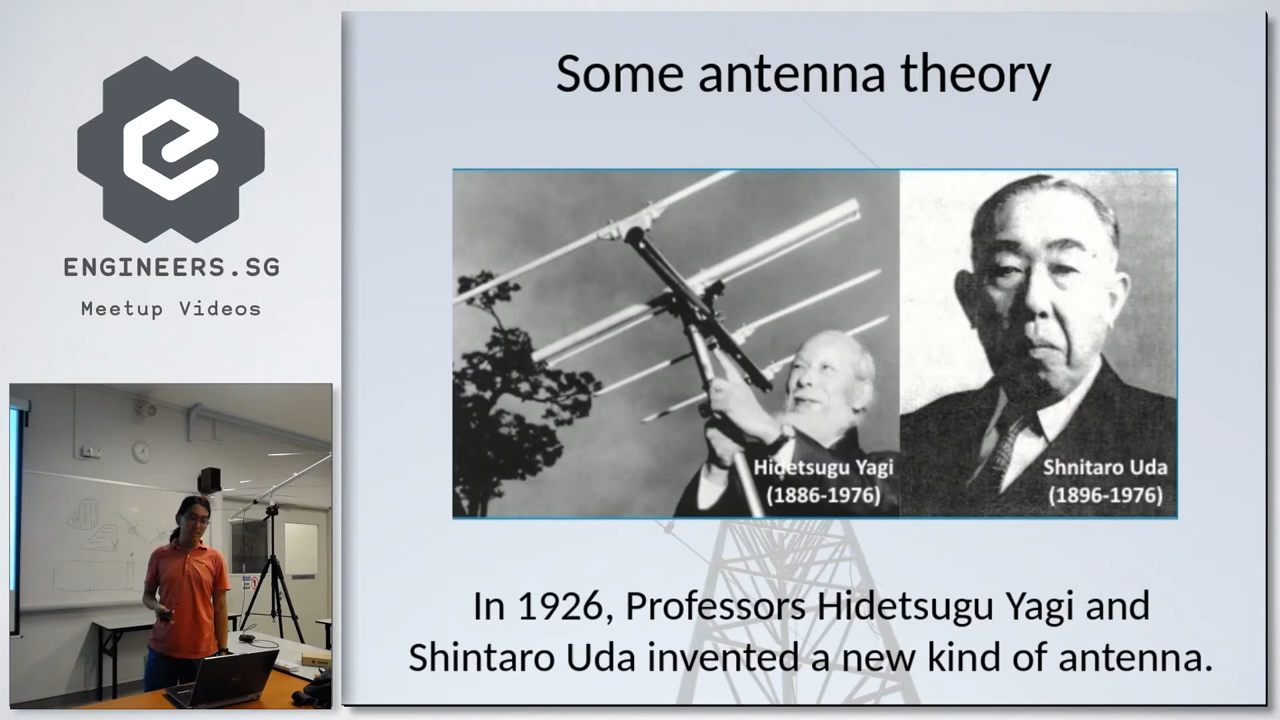 ENGINEERS.SG
Meetup Videos
Some antenna theory
Hidetsugu Yagi
(1886-1976)
Shnitaro Uda
(1896-1976)
In 1926, Professors Hidetsugu Yagi and
Shintaro Uda invented a new kind of antenna.